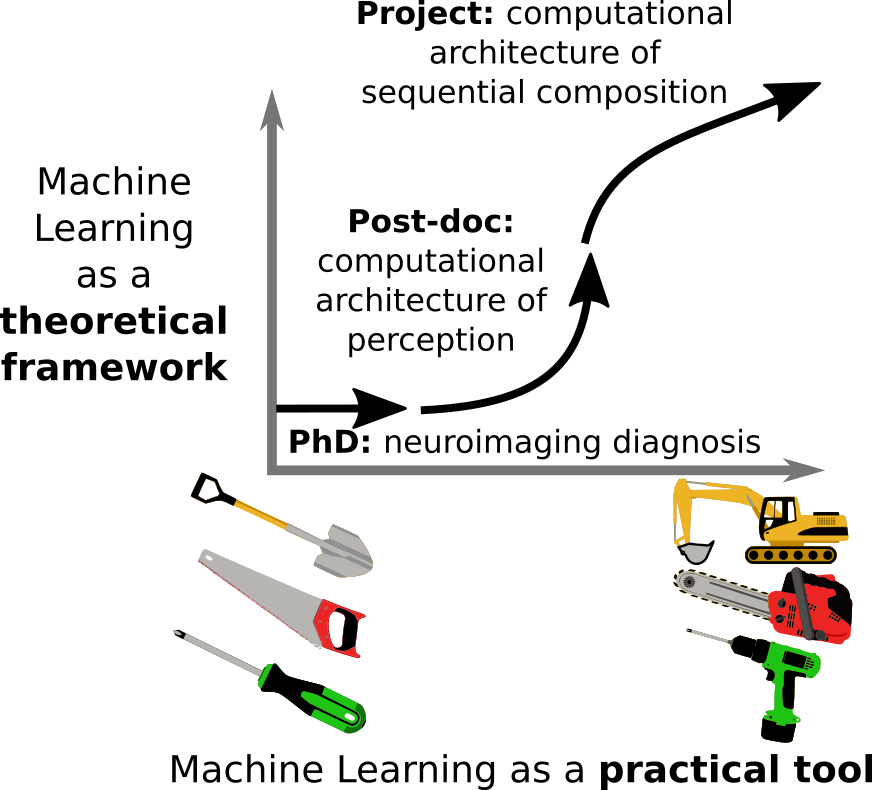 Project: computational
architecture of
sequential composition
Machine
Learning
as a
theoretical
framework
Post-doc:
computational
architecture of
perception
PhD: neuroimaging diagnosis
Machine Learning as a practical tool